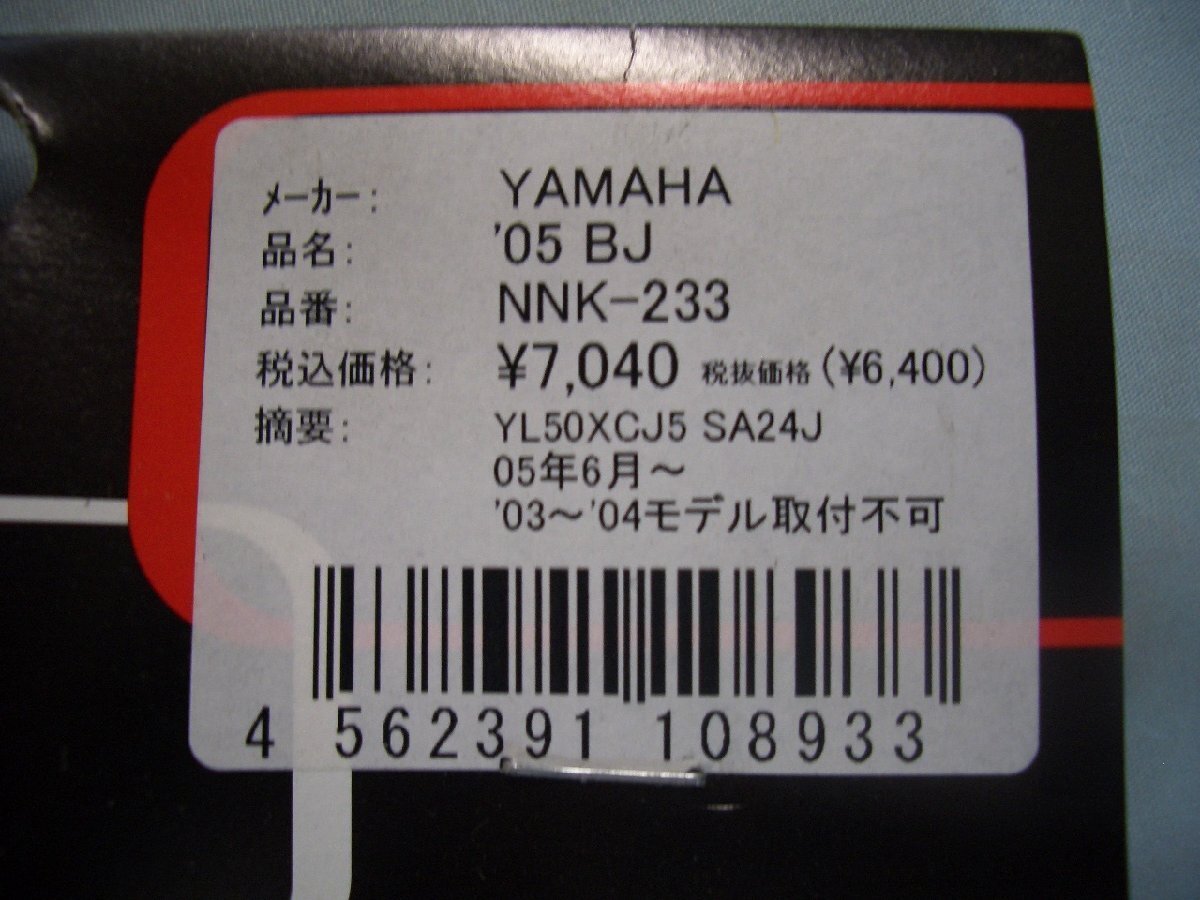 ﾒｰｶｰ: YAMAHA
品名: '05 BJ
品番: NNK-233
税込価格: ¥7,040 税抜価格 (¥6,400)
摘要: YL50XCJ5 SA24J
05年6月～
'03～'04モデル取付不可
4 562391 108933